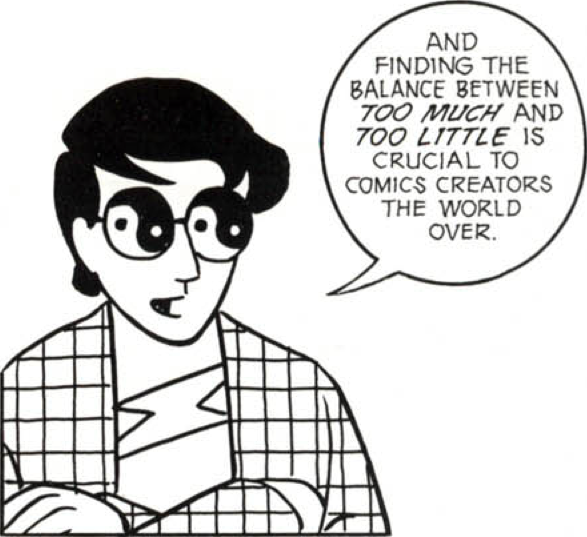 AND
FINDING THE
BALANCE BETWEEN
TOO MUCH AND
TOO LITTLE IS
CRUCIAL TO
COMICS CREATORS
THE WORLD
OVER.